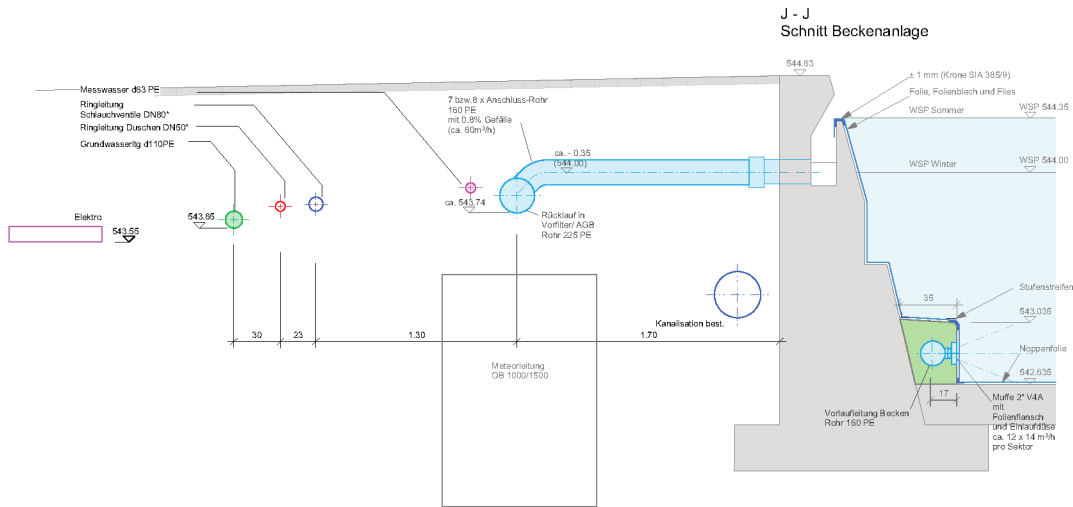 J - J
Schnitt Beckenanlage
544.63
± 1 mm (Krone SIA 385/9)
Folie, Folienblech und Flies
WSP Sommer
WSP 544.35
WSP Winter
WSP 544.00
Messwasser d63 PE
Ringleitung
Schlauchventile DN80*
Ringleitung Duschen DN50*
Grundwasserltg d110PE
7 bzw.8 x Anschluss-Rohr
160 PE
mit 0.8% Gefälle
(ca. 60m³/h)
ca. - 0.35
(544.00)
ca. 543.74
Rücklauf in
Vorfilter/ AGB
Rohr 225 PE
Elektro
543.55
543.65
30
23
1.30
1.70
Kanalisation best.
Meteorleitung
OB 1000/1500
35
Stufenstreifen
543.035
Noppenfolie
542.635
17
Vorlaufleitung Becken
Rohr 160 PE
Muffe 2" V4A
mit
Folienflansch
und Einlaufdüse
ca. 12 x 14 m³/h
pro Sektor